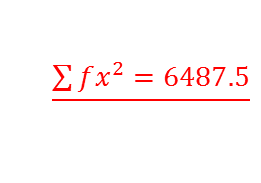 ∑ fx² = 6487.5